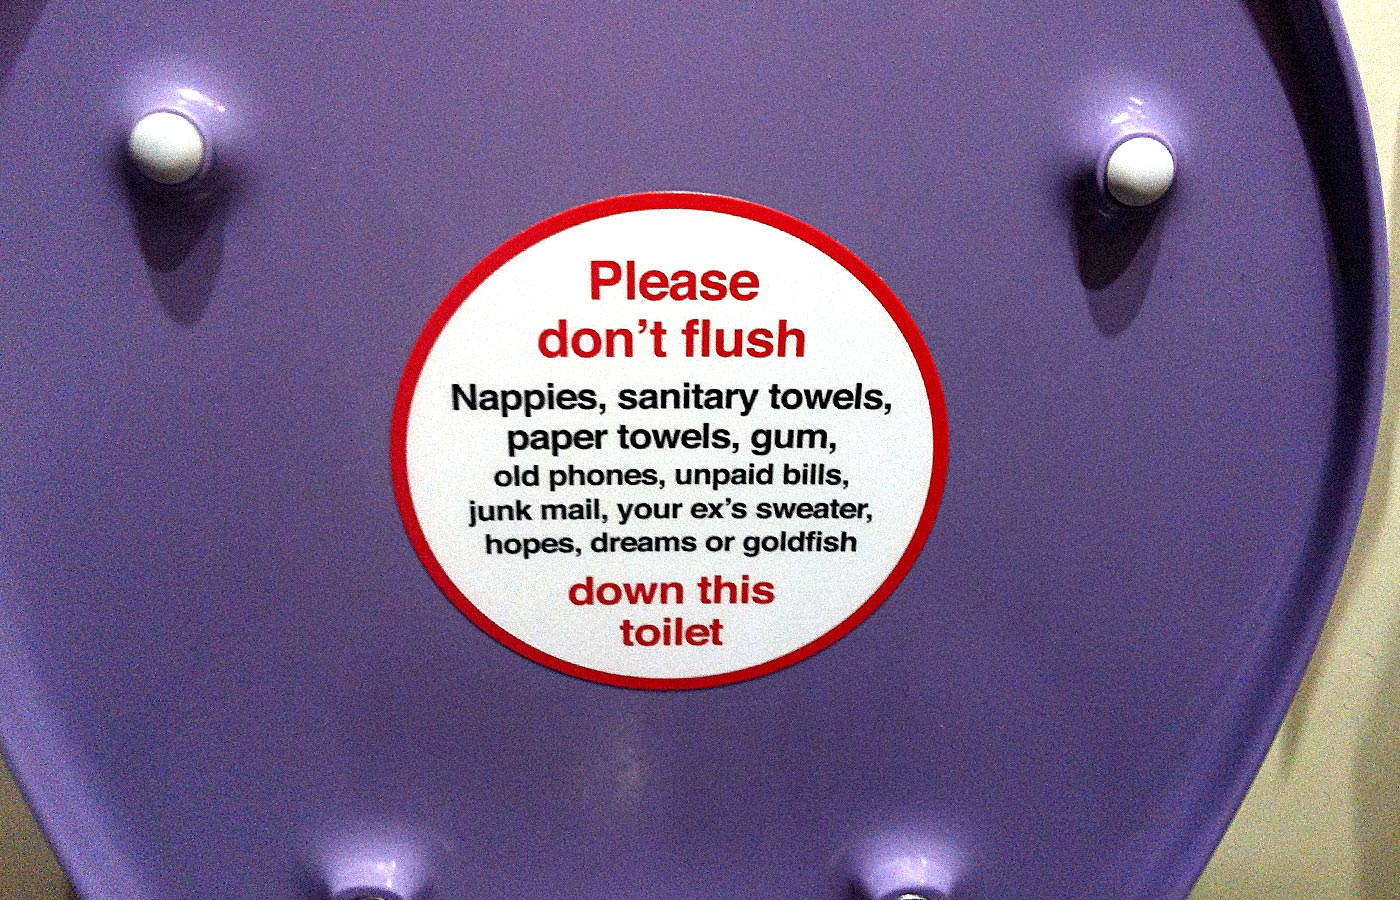 Please
don’t flush
Nappies, sanitary towels,
paper towels, gum,
old phones, unpaid bills,
junk mail, your ex’s sweater,
hopes, dreams or goldfish
down this
toilet